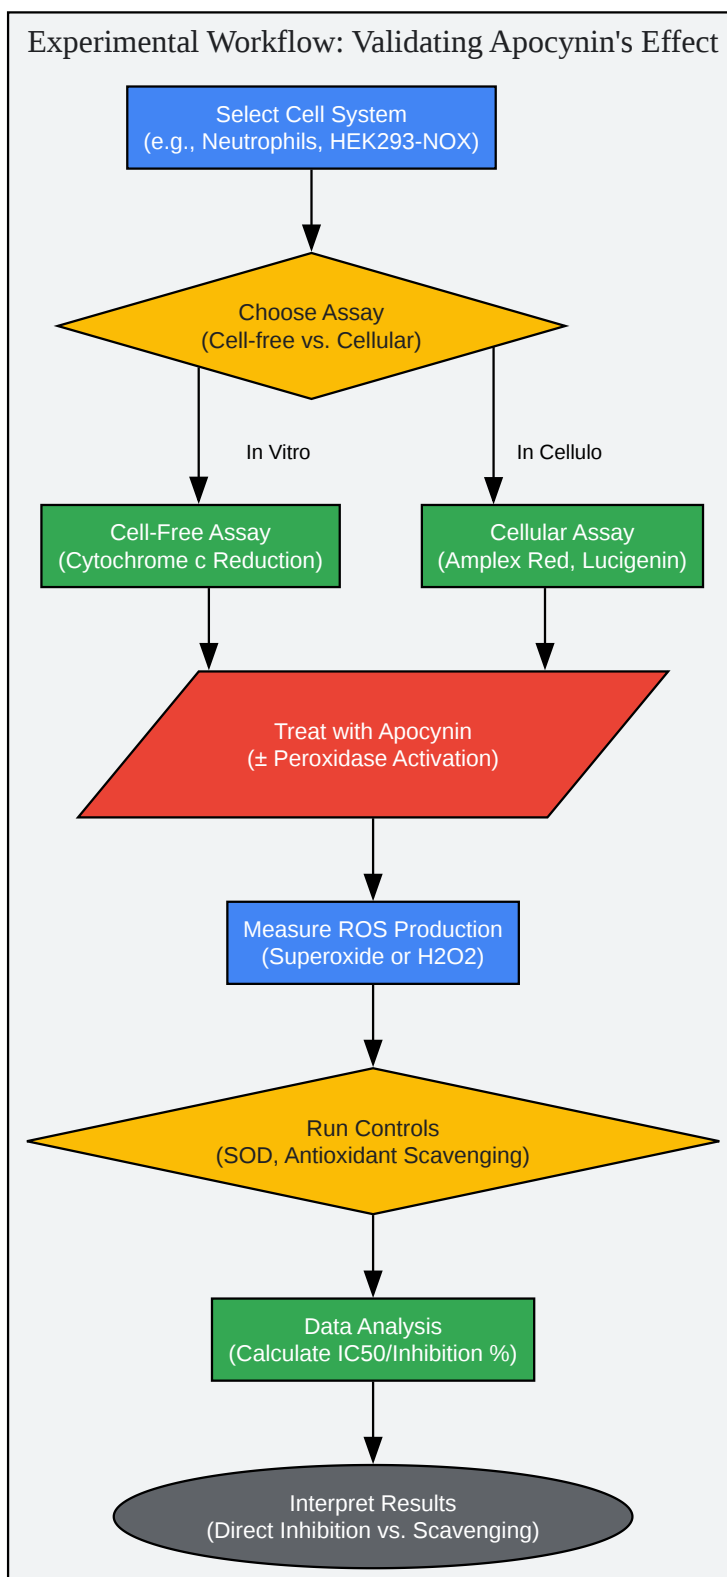 Experimental Workflow: Validating Apocynin's Effect
Select Cell System
(e.g., Neutrophils, HEK293-NOX)
Choose Assay
(Cell-free vs. Cellular)
In Vitro
In Cellulo
Cell-Free Assay
(Cytochrome c Reduction)
Cellular Assay
(Amplex Red, Lucigenin)
Treat with Apocynin
(± Peroxidase Activation)
Measure ROS Production
(Superoxide or H2O2)
Run Controls
(SOD, Antioxidant Scavenging)
Data Analysis
(Calculate IC50/Inhibition %)
Interpret Results
(Direct Inhibition vs. Scavenging)